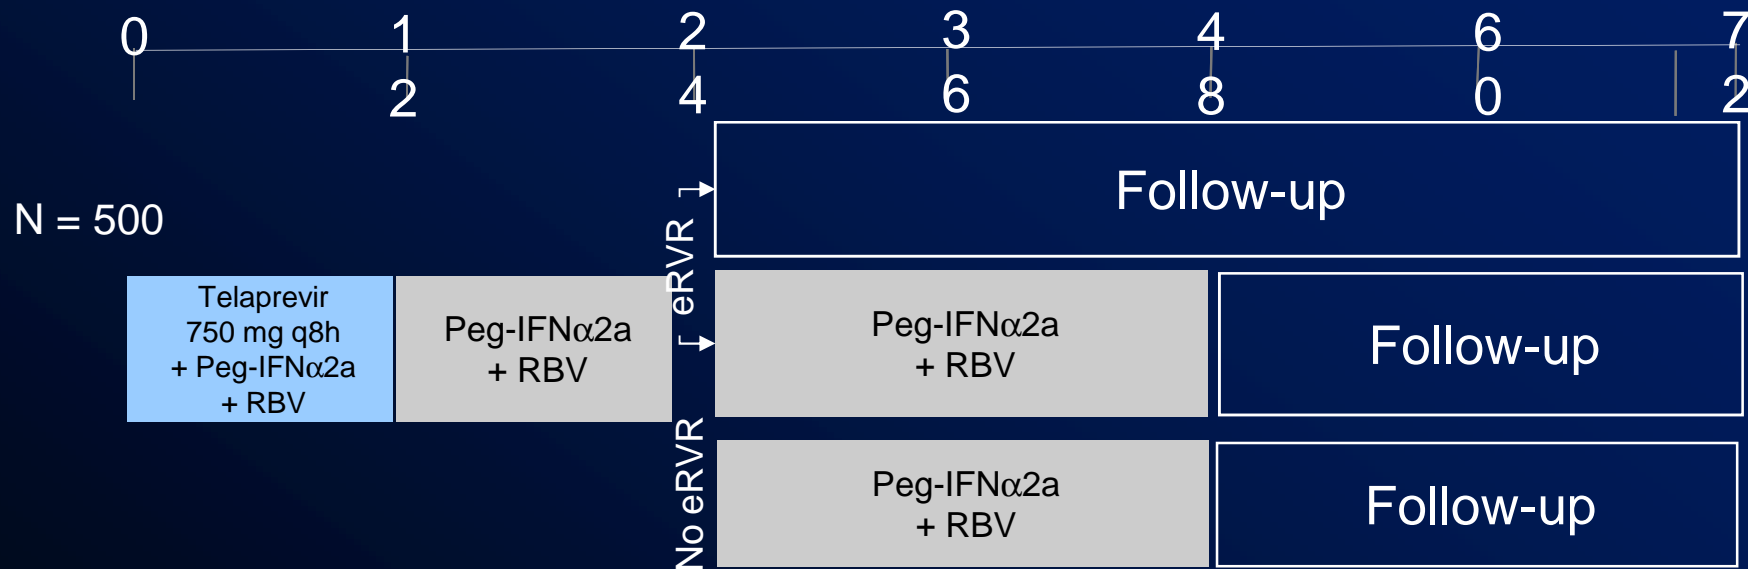 0
1
2
2
4
3
6
4
8
6
0
7
2
Follow-up
N = 500
eRVR
Telaprevir
750 mg q8h
+ Peg-IFNα2a
+ RBV
Peg-IFNα2a
+ RBV
Peg-IFNα2a
+ RBV
Follow-up
No eRVR
Peg-IFNα2a
+ RBV
Follow-up